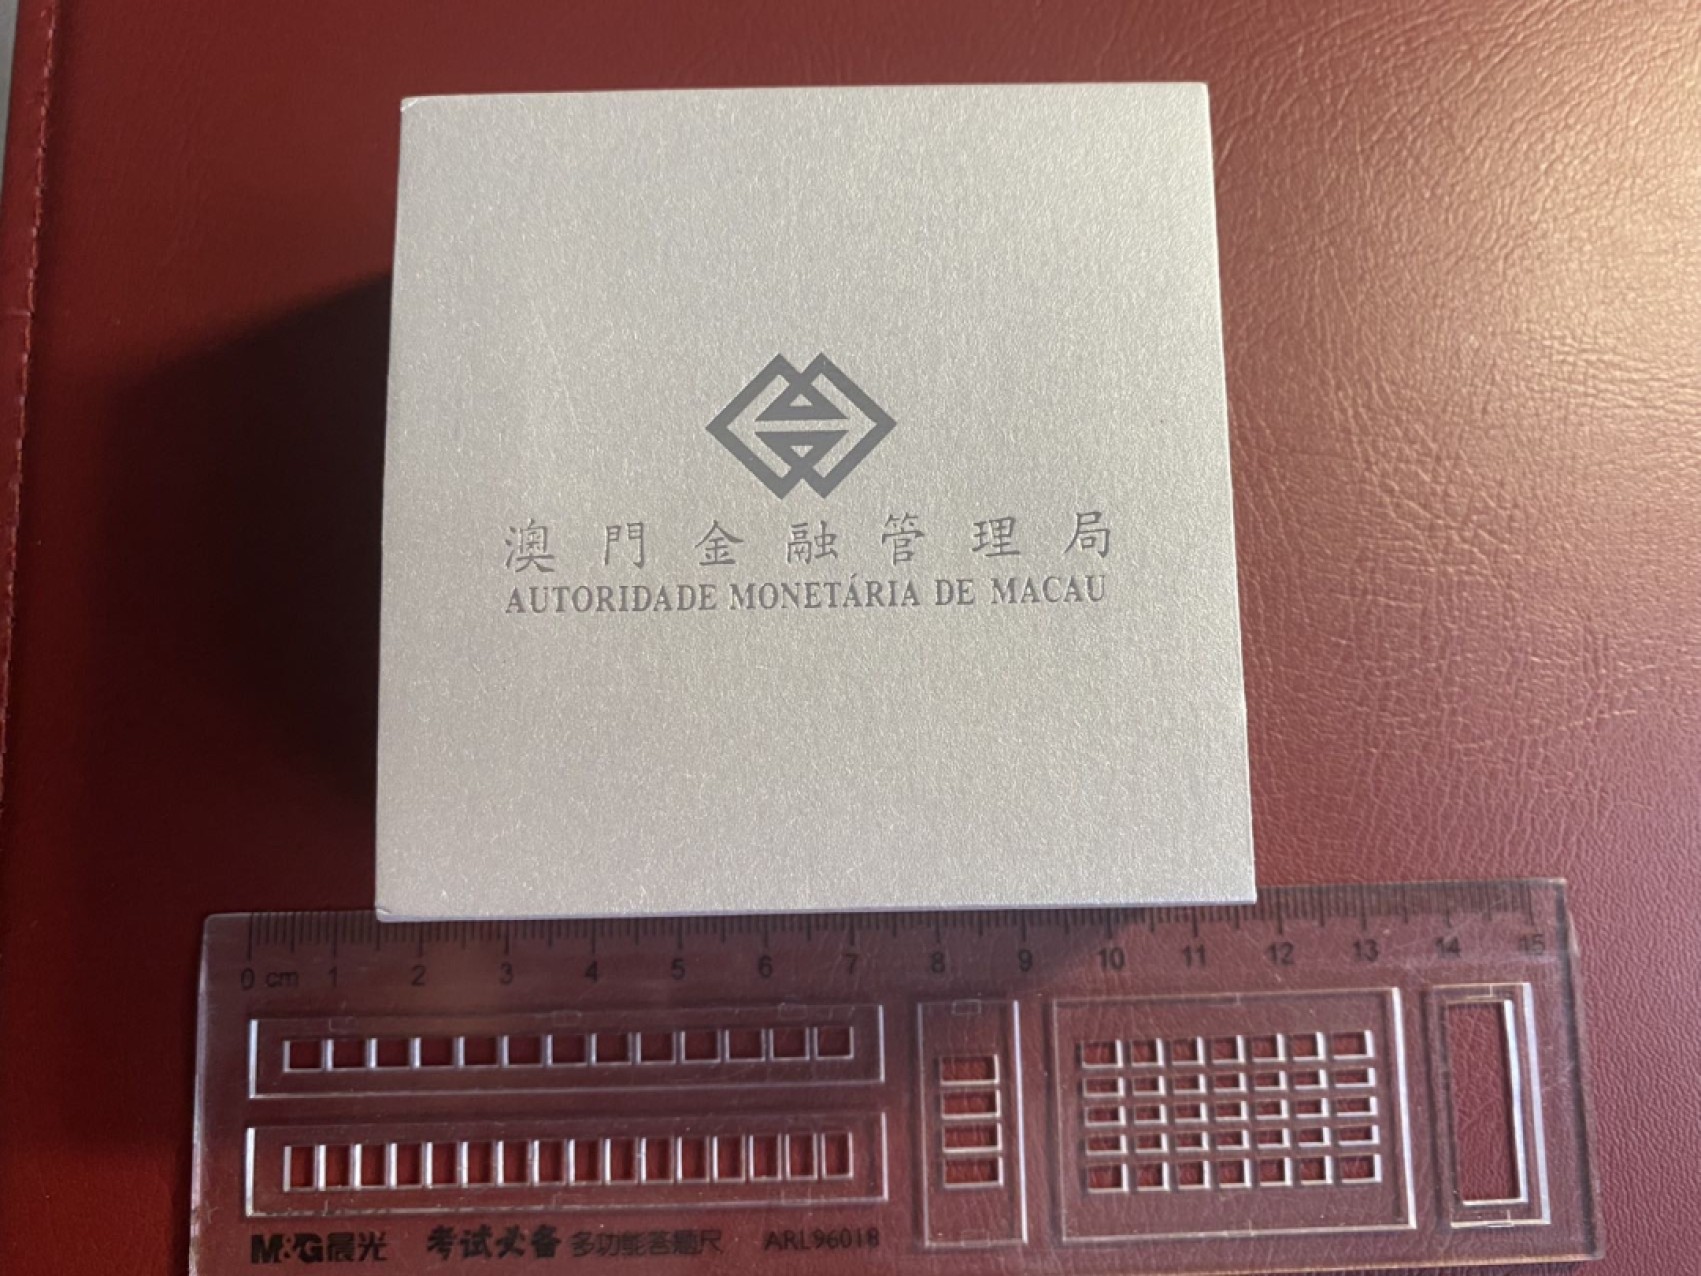 澳門金融管理局
AUTORIDADE MONETÁRIA DE MACAU
0 cm 1 2 3 4 5 6 7 8 9 10 11 12 13 14 15
M&G晨光 考试必备 多功能答题尺 ARL96018